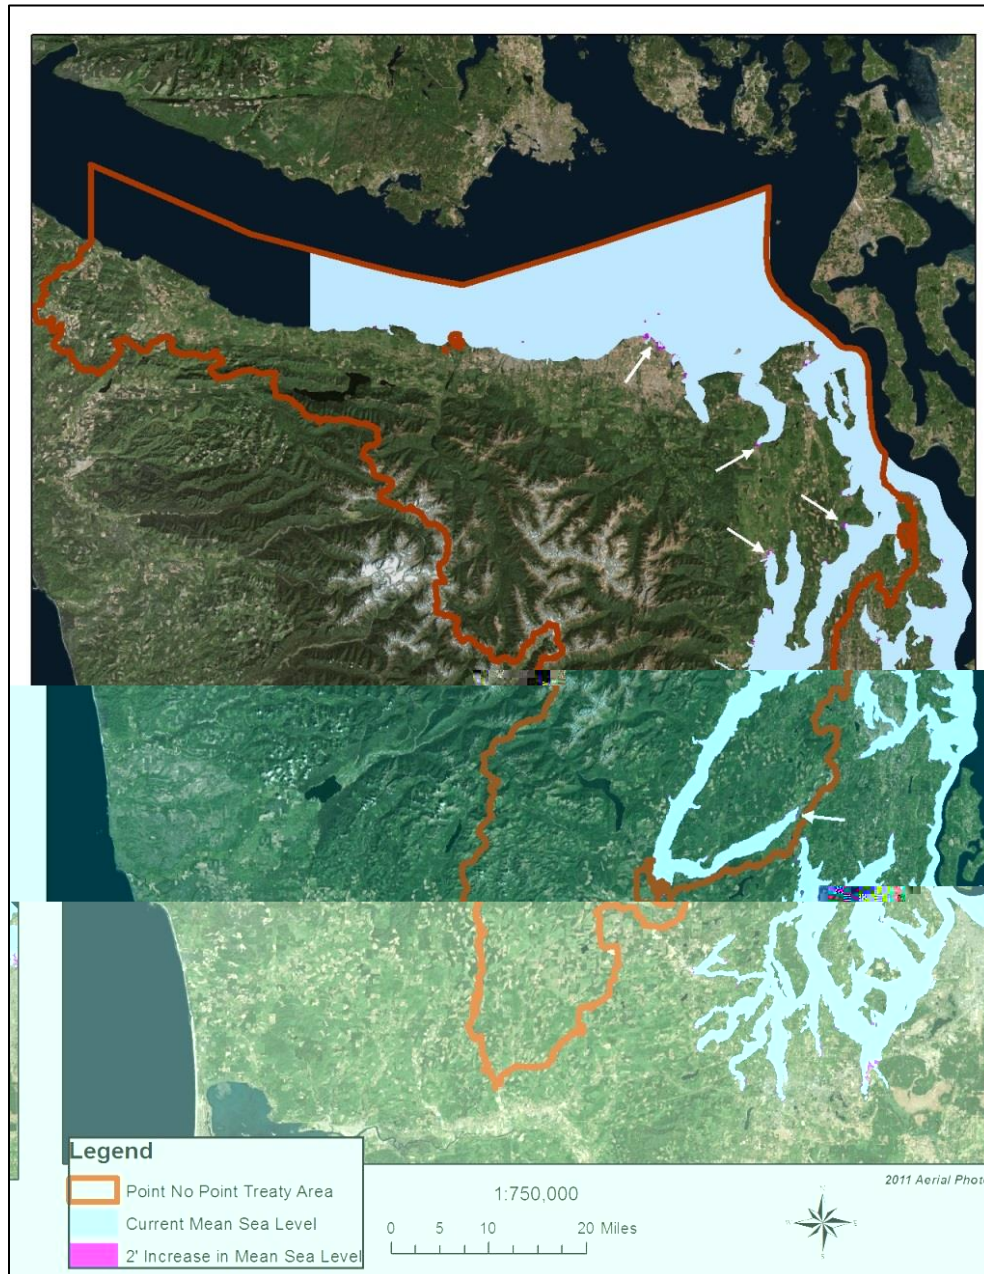 Legend
Point No Point Treaty Area
Current Mean Sea Level
2' Increase in Mean Sea Level
1:750,000
0 5 10 20 Miles
2011 Aerial Photo
N
W E
S